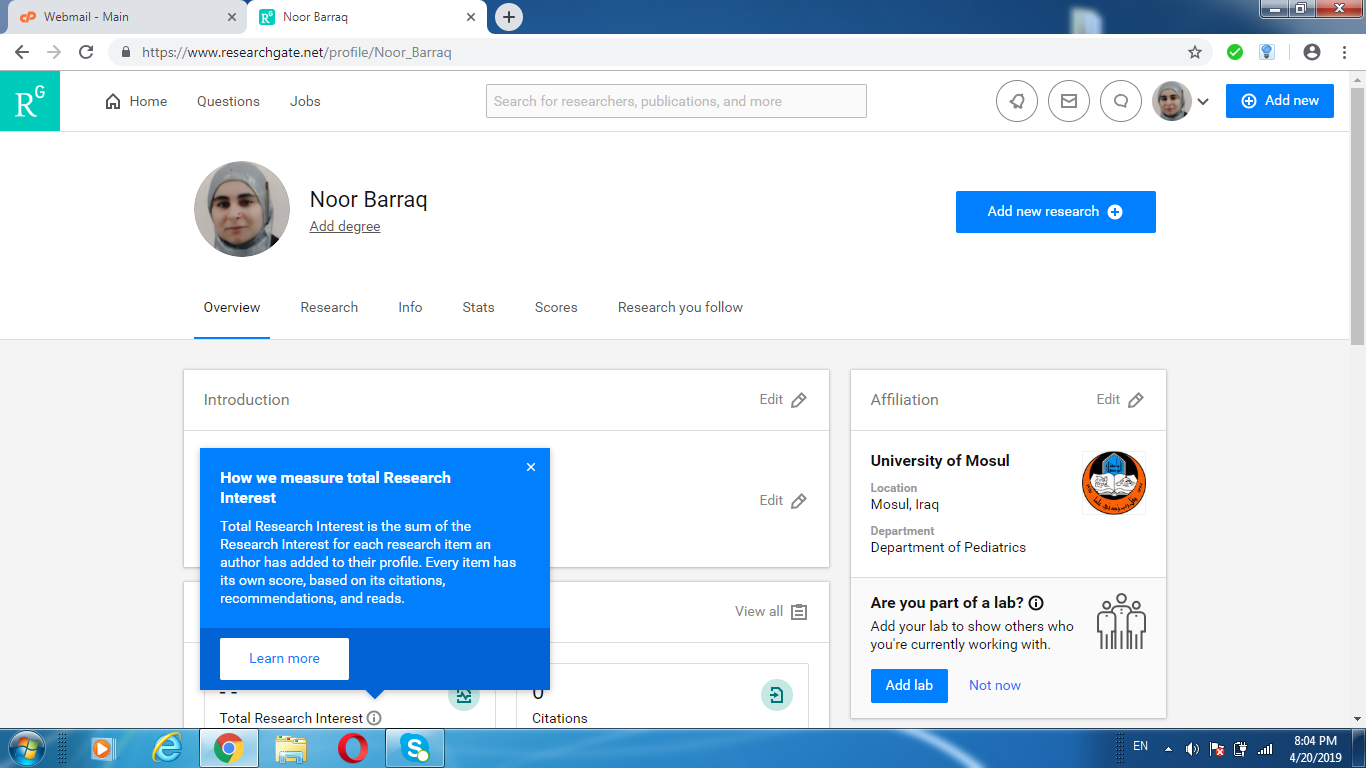 Webmail - Main
Noor Barraq
https://www.researchgate.net/profile/Noor_Barraq
RG
Home
Questions
Jobs
Search for researchers, publications, and more
Add new
Noor Barraq
Add degree
Add new research
Overview
Research
Info
Stats
Scores
Research you follow
Introduction
Edit
Edit
How we measure total Research
Interest
Total Research Interest is the sum of the
Research Interest for each research item an
author has added to their profile. Every item has
its own score, based on its citations,
recommendations, and reads.
Learn more
View all
Total Research Interest
0
Citations
Affiliation
Edit
University of Mosul
Location
Mosul, Iraq
Department
Department of Pediatrics
Are you part of a lab?
Add your lab to show others who
you're currently working with.
Add lab
Not now
EN
8:04 PM
4/20/2019